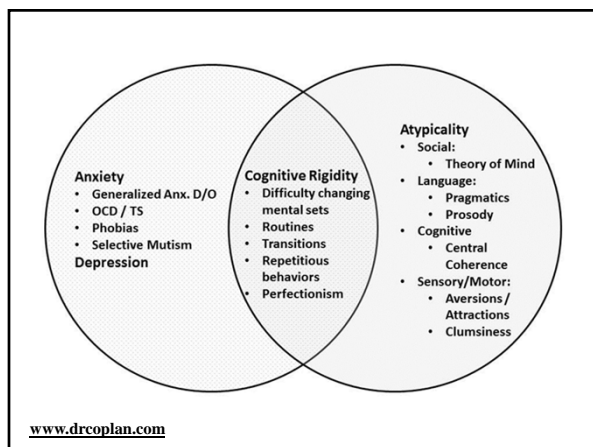 Anxiety
• Generalized Anx. D/O
• OCD / TS
• Phobias
• Selective Mutism
Depression
Cognitive Rigidity
• Difficulty changing
mental sets
• Routines
• Transitions
• Repetitious
behaviors
• Perfectionism
Atypicality
• Social:
• Theory of Mind
• Language:
• Pragmatics
• Prosody
• Cognitive
• Central
Coherence
• Sensory/Motor:
• Aversions /
Attractions
• Clumsiness
www.drcoplan.com